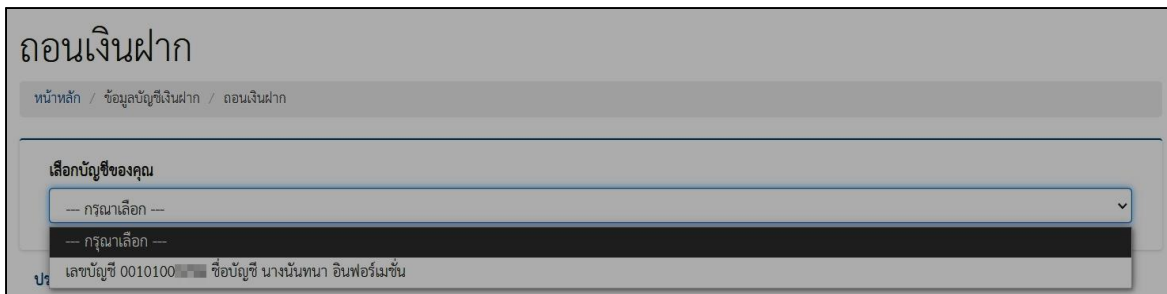 ถอนเงินฝาก
หน้าหลัก / ข้อมูลบัญชีเงินฝาก / ถอนเงินฝาก
เลือกบัญชีของคุณ
--- กรุณาเลือก ---
--- กรุณาเลือก ---
เลขบัญชี 0010100 ชื่อบัญชี นางนันทนา อินฟอร์เมชั่น